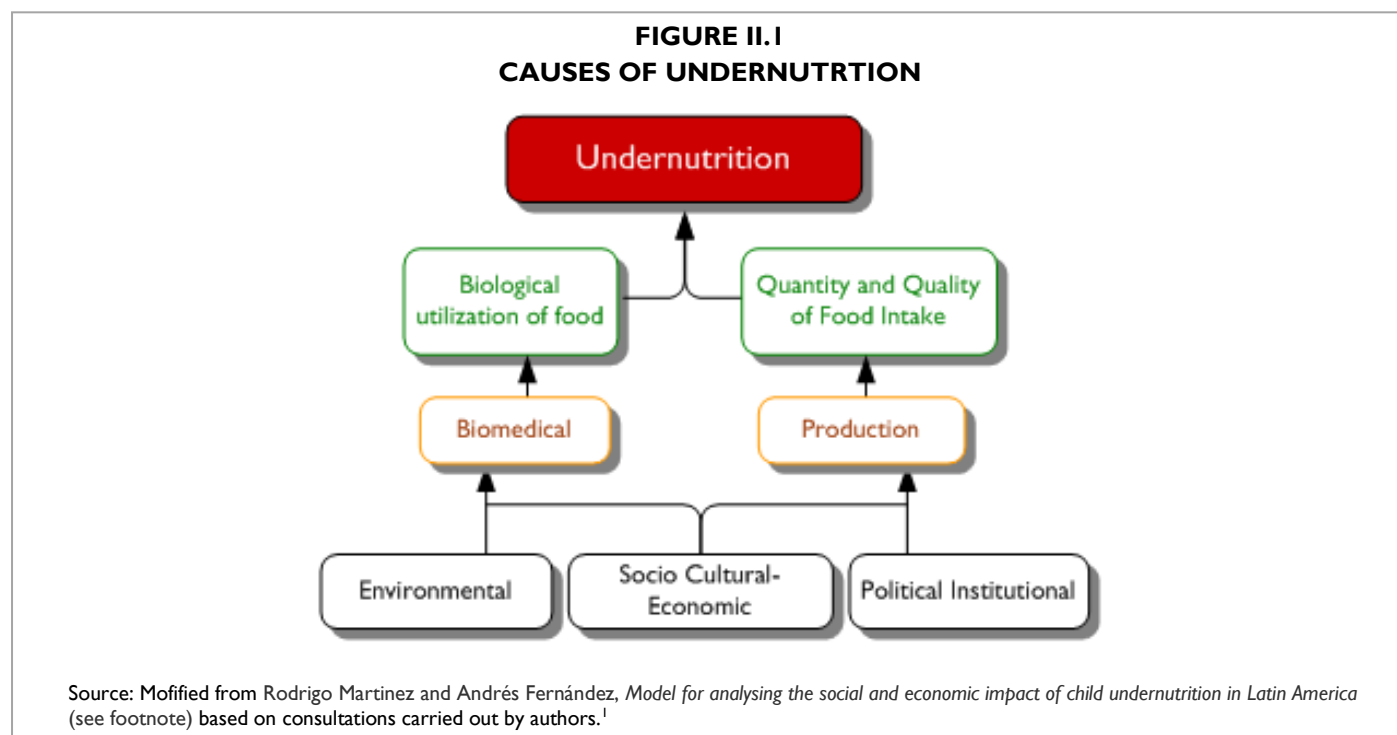 FIGURE II.I
CAUSES OF UNDERNUTRTION
Undernutrition
Biological
utilization of food
Quantity and Quality
of Food Intake
Biomedical
Production
Environmental
Socio Cultural-
Economic
Political Institutional
Source: Mofified from Rodrigo Martinez and Andrés Fernández, Model for analysing the social and economic impact of child undernutrition in Latin America
(see footnote) based on consultations carried out by authors.¹